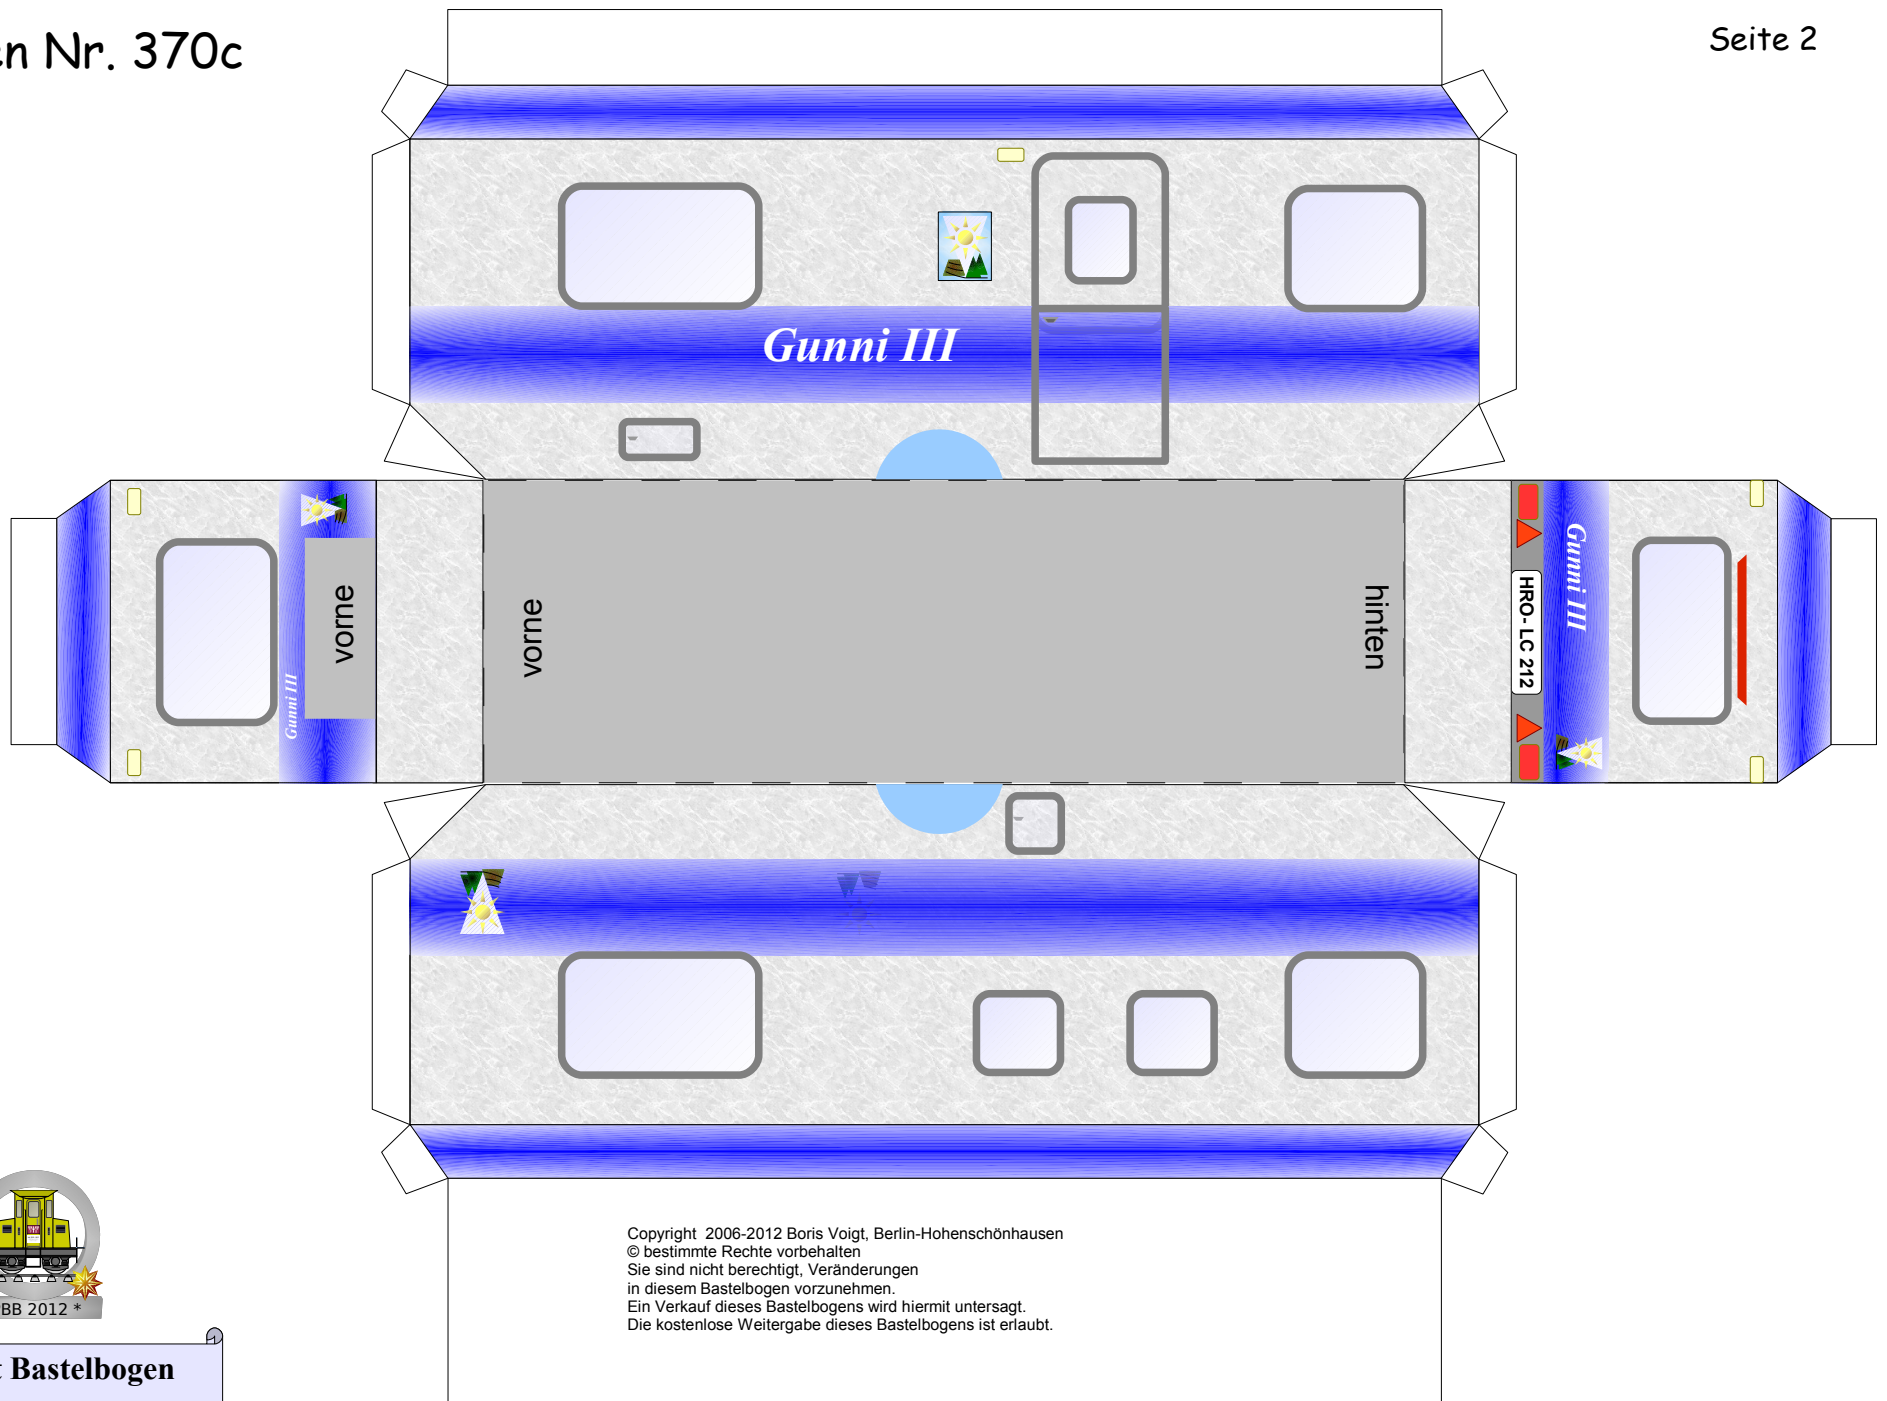 en Nr. 370c
Seite 2
Gunni III
vorne
Gunni III
vorne
hinten
HRO- LC 212
Gunni III
Copyright  2006-2012 Boris Voigt, Berlin-Hohenschönhausen
© bestimmte Rechte vorbehalten
Sie sind nicht berechtigt, Veränderungen
in diesem Bastelbogen vorzunehmen.
Ein Verkauf dieses Bastelbogens wird hiermit untersagt.
Die kostenlose Weitergabe dieses Bastelbogens ist erlaubt.
BB 2012 *
t Bastelbogen